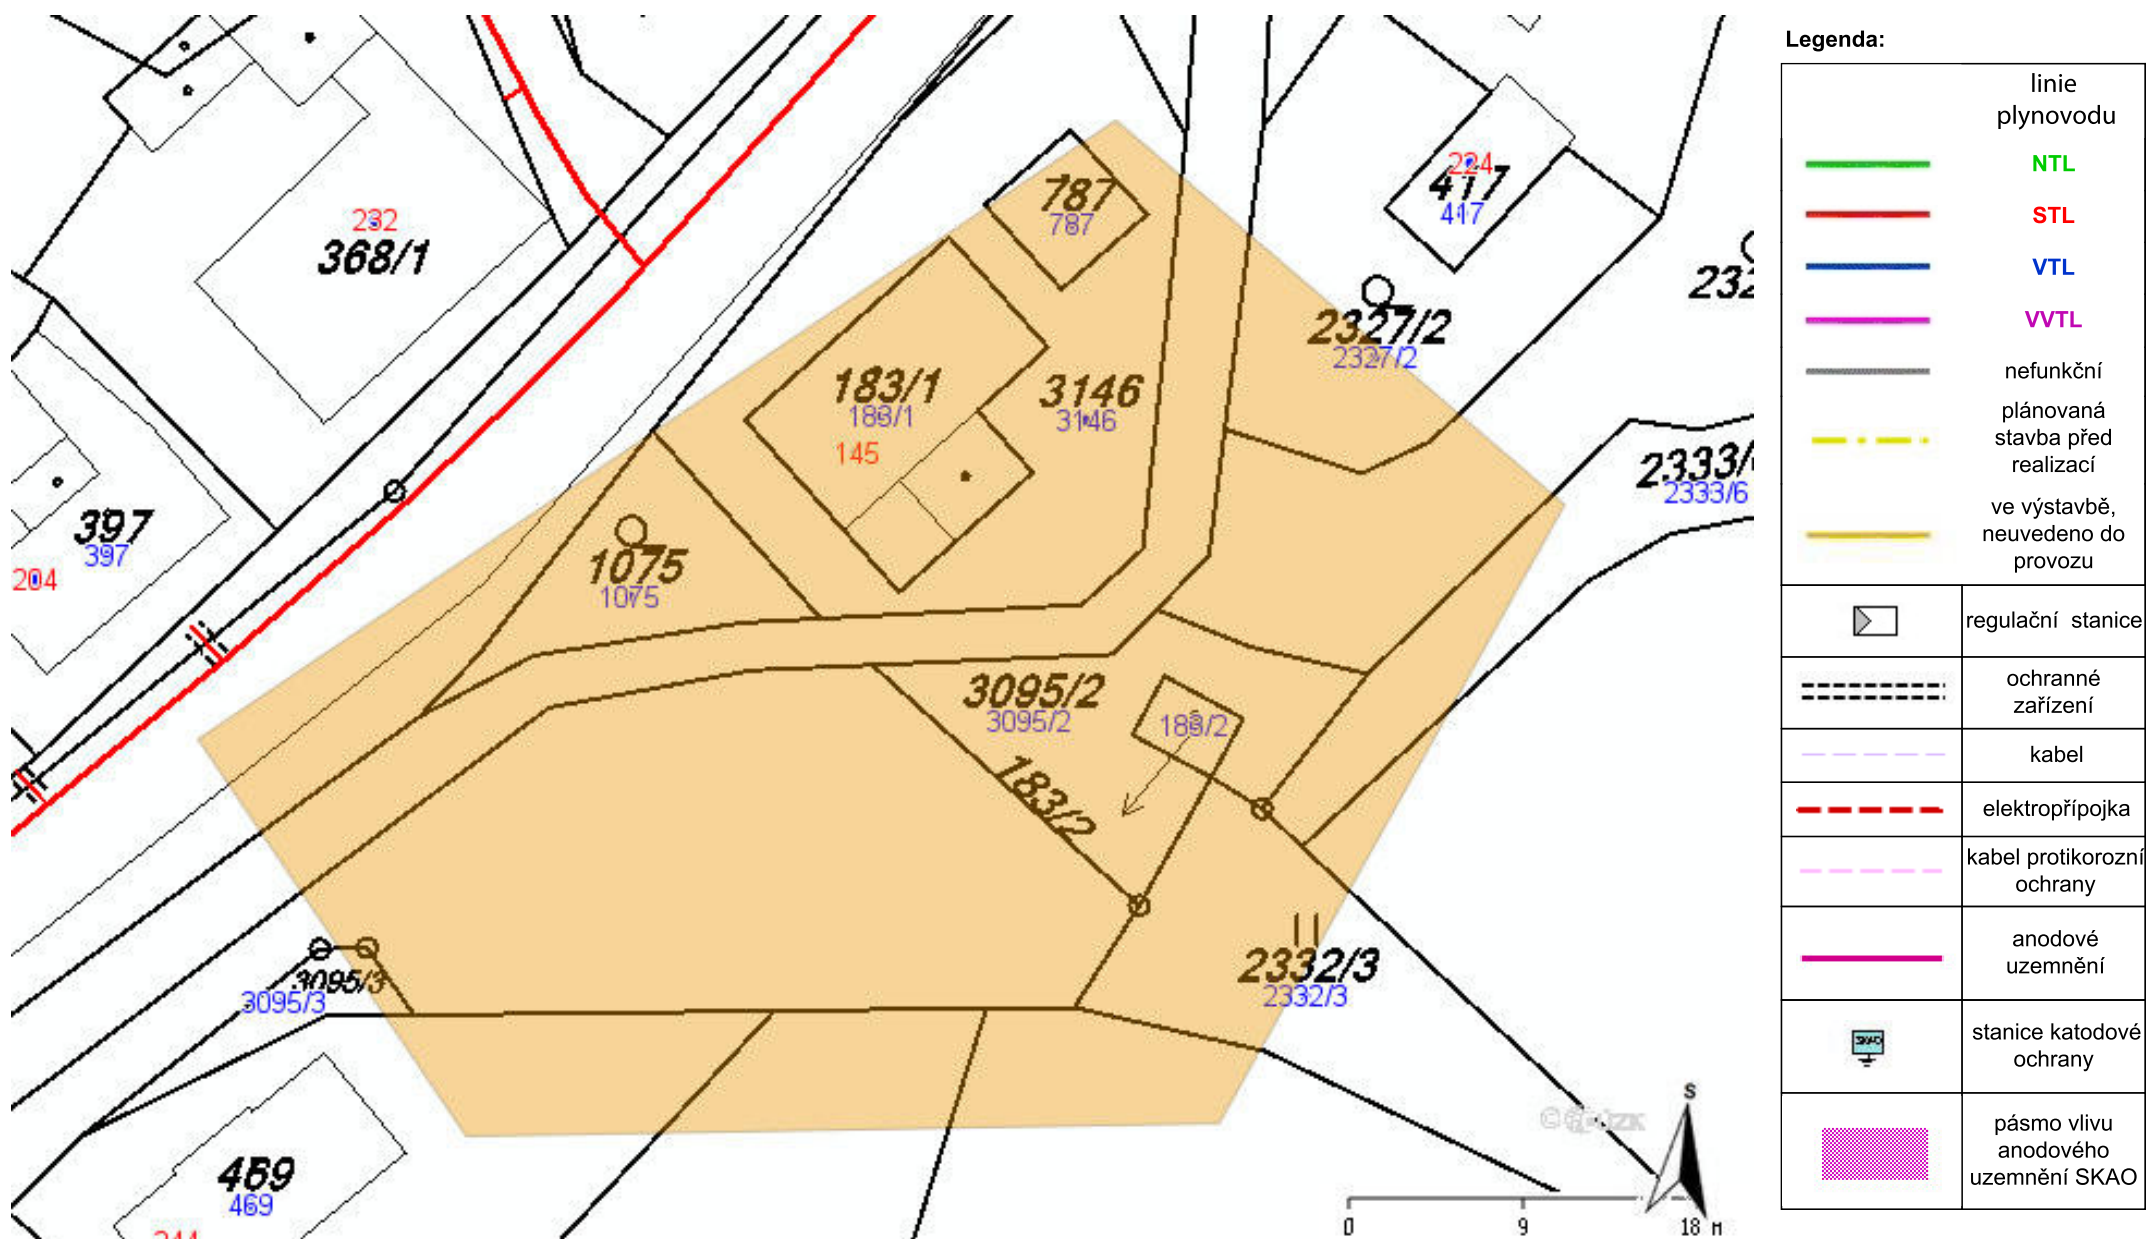 Legenda:
linie
plynovodu
NTL
STL
VTL
VVTL
nefunkční
plánovaná
stavba před
realizací
ve výstavbě,
neuvedeno do
provozu
regulační stanice
ochranné
zařízení
kabel
elektropřípojka
kabel protikorozní
ochrany
anodové
uzemnění
SKAO
stanice katodové
ochrany
pásmo vlivu
anodového
uzemnění SKAO
232
368/1
787
787
224
417
417
2327/2
2327/2
183/1
183/1
145
3146
3146
2333/
2333/6
397
397
204
1075
1075
3095/2
3095/2
183/2
183/2
3095/3
3095/3
2332/3
2332/3
469
469
S
0 9 18 M